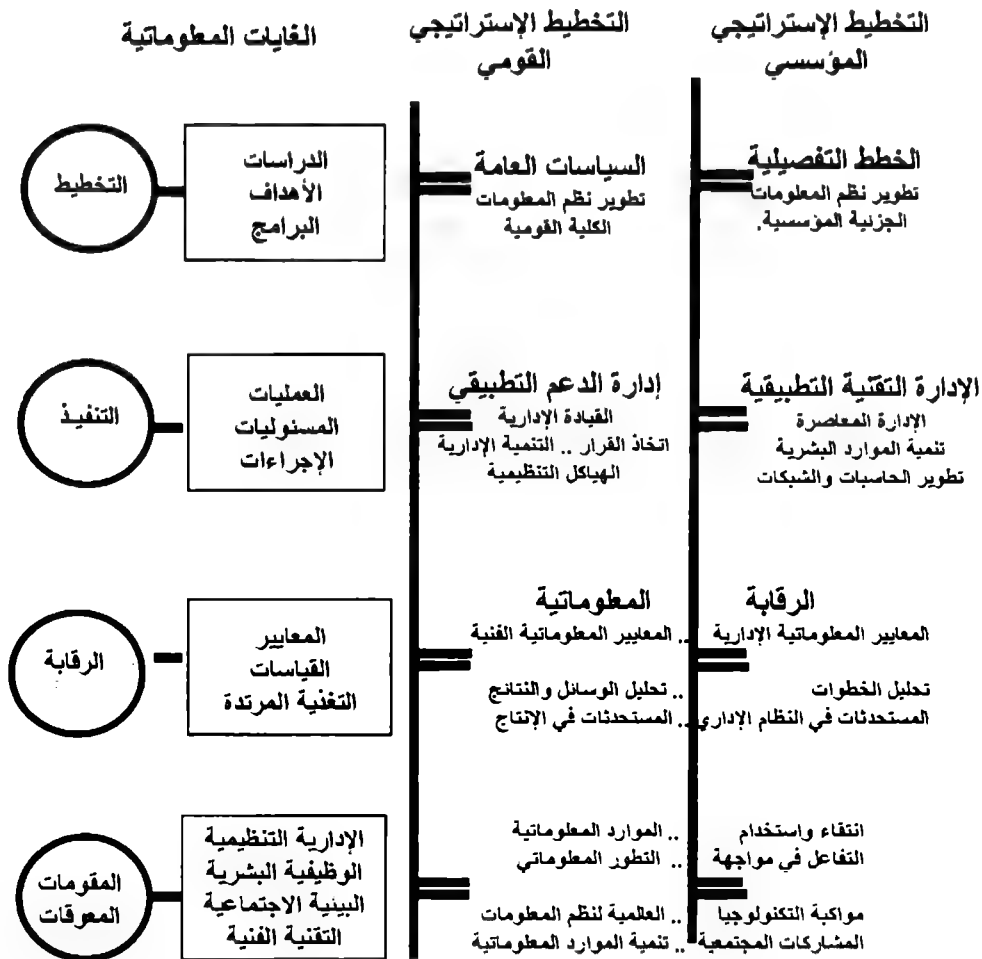 التخطيط الإستراتيجي
المؤسسي
التخطيط الإستراتيجي
القومي
الغايات المعلوماتية
الخطط التفصيلية
تطوير نظم المعلومات
الجزئية المؤسسية.
السياسات العامة
تطوير نظم المعلومات
الكلية القومية
الدراسات
الأهداف
البرامج
التخطيط
الإدارة التقنية التطبيقية
الإدارة المعاصرة
تنمية الموارد البشرية
تطوير الحاسبات والشبكات
إدارة الدعم التطبيقي
القيادة الإدارية
اتخاذ القرار .. التنمية الإدارية
الهياكل التنظيمية
العمليات
المسئوليات
الإجراءات
التنفيذ
الرقابة المعلوماتية
المعايير المعلوماتية الإدارية .. المعايير المعلوماتية الفنية
تحليل الخطوات .. تحليل الوسائل والنتائج
المستحدثات في النظام الإداري .. المستحدثات في الإنتاج
المعايير
القياسات
التغذية المرتدة
الرقابة
انتقاء واستخدام .. الموارد المعلوماتية
التفاعل في مواجهة .. التطور المعلوماتي
مواكبة التكنولوجيا .. العالمية لنظم المعلومات
المشاركات المجتمعية .. تنمية الموارد المعلوماتية
الإدارية التنظيمية
الوظيفية البشرية
البيئية الاجتماعية
التقنية الفنية
المقومات
المعوقات